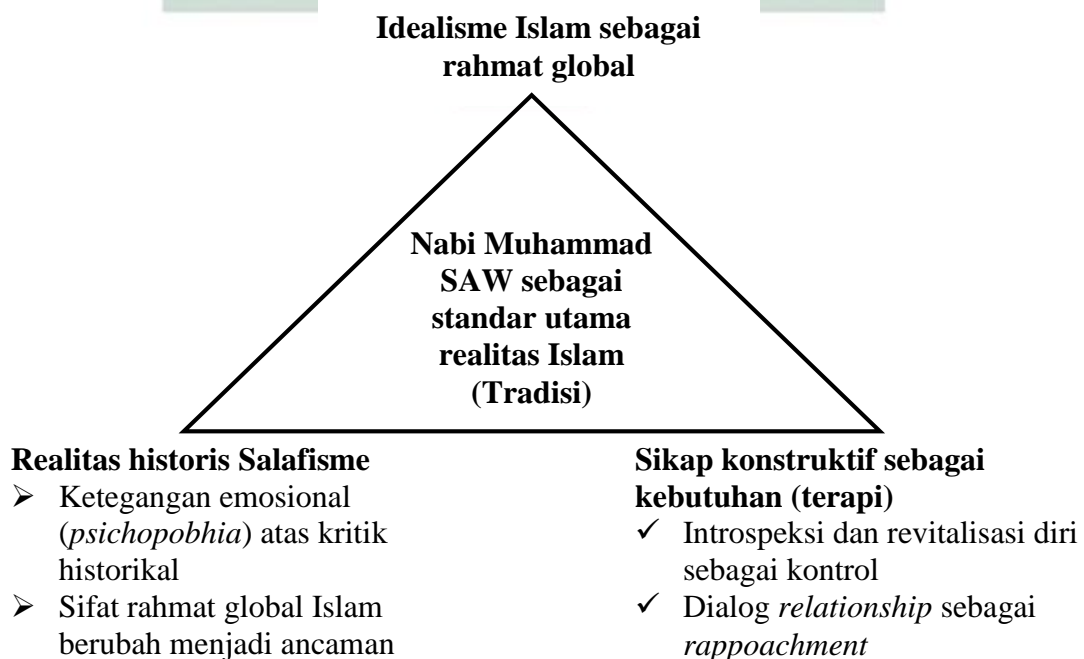 Idealisme Islam sebagai
rahmat global
Nabi Muhammad
SAW sebagai
standar utama
realitas Islam
(Tradisi)
Realitas historis Salafisme
➢ Ketegangan emosional
(psichopobhia) atas kritik
historikal
➢ Sifat rahmat global Islam
berubah menjadi ancaman
Sikap konstruktif sebagai
kebutuhan (terapi)
✓ Introspeksi dan revitalisasi diri
sebagai kontrol
✓ Dialog relationship sebagai
rappoachment